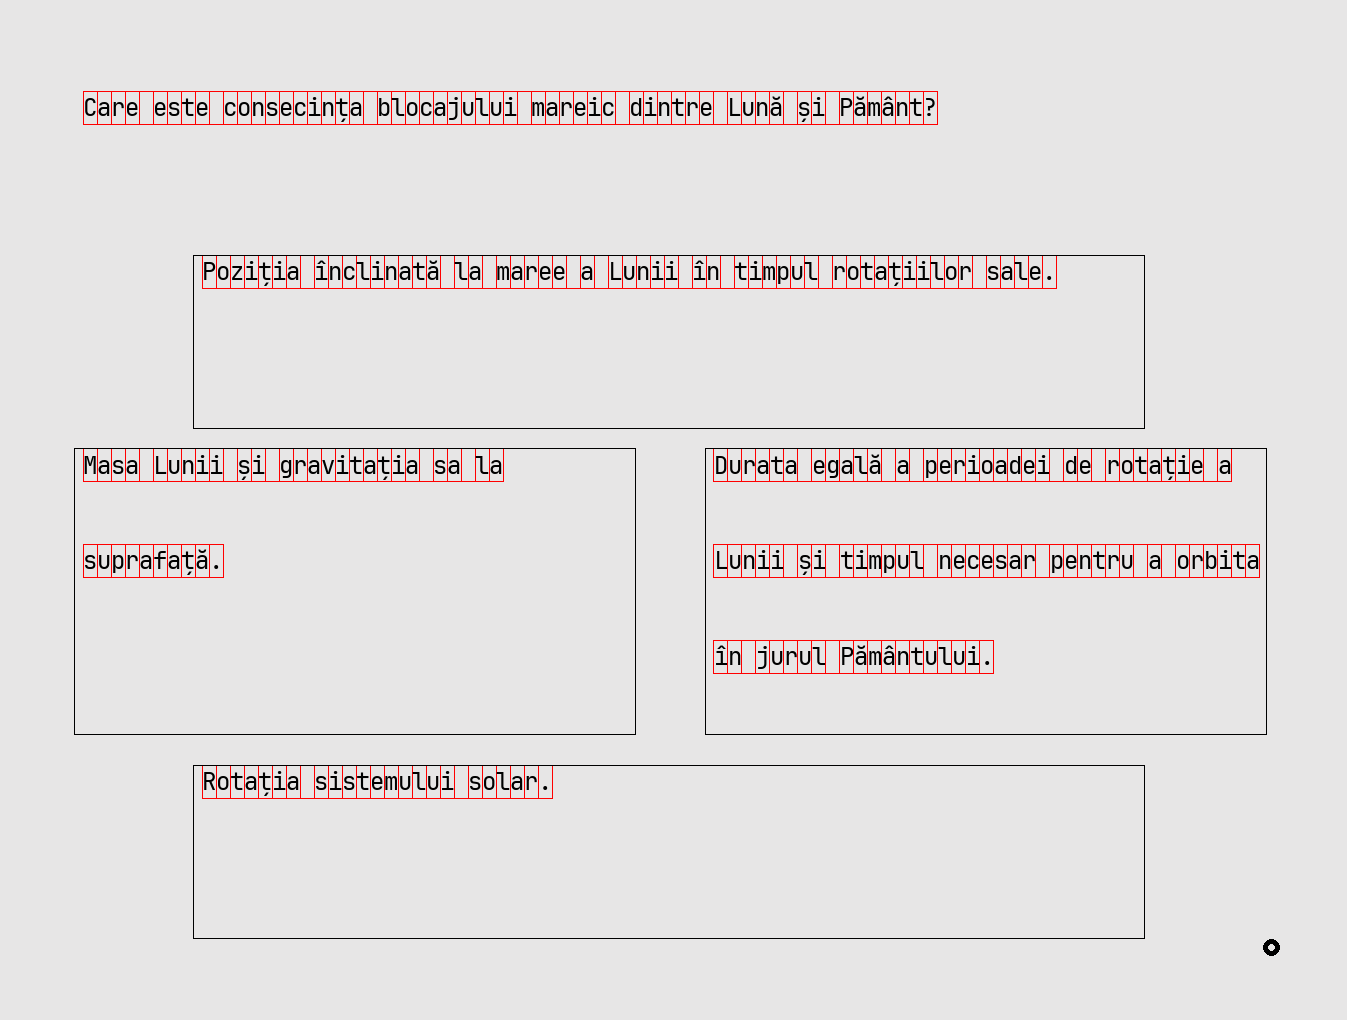 Care este consecința blocajului mareic dintre Lună și Pământ?
Poziția înclinată la maree a Lunii în timpul rotațiilor sale.
Masa Lunii și gravitația sa la
suprafață.
Durata egală a perioadei de rotație a
Lunii și timpul necesar pentru a orbita
în jurul Pământului.
Rotația sistemului solar.